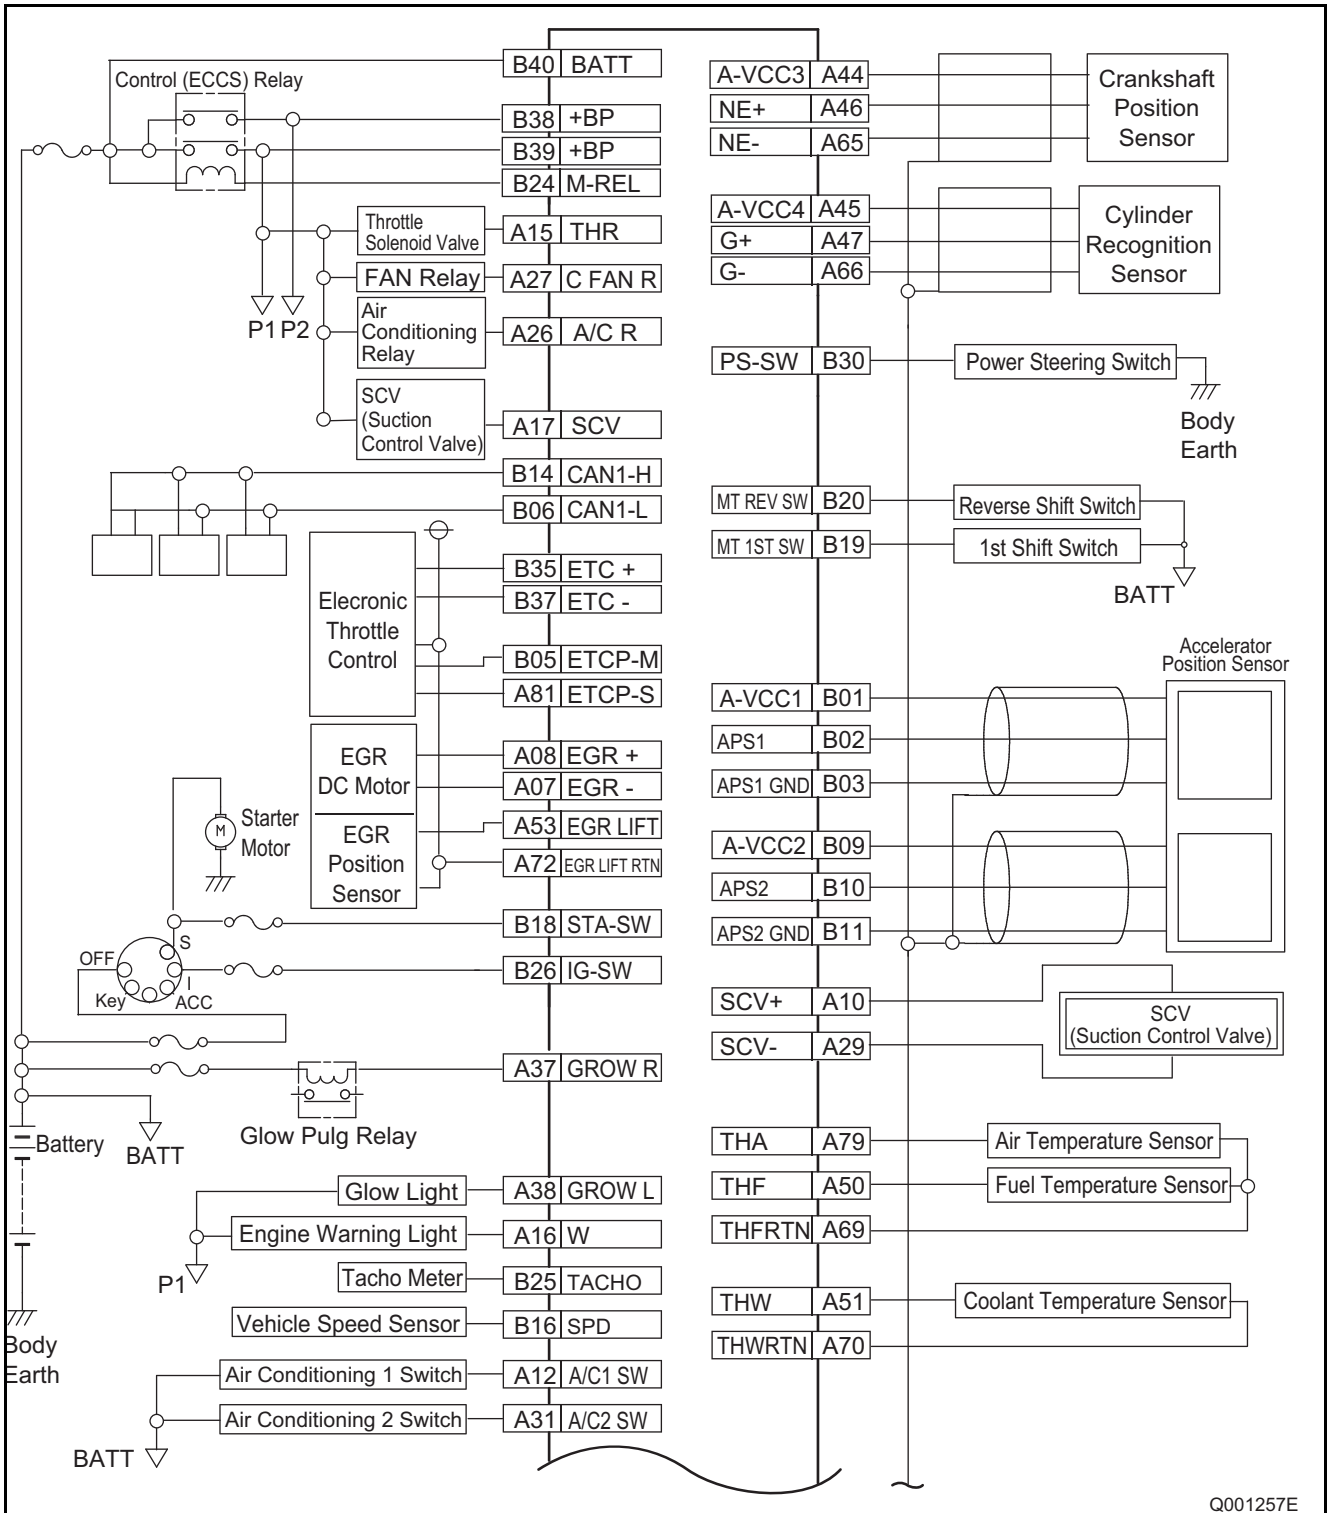 Control (ECCS) Relay
B40 BATT
B38 +BP
B39 +BP
B24 M-REL
Throttle
Solenoid Valve
A15 THR
FAN Relay
A27 C FAN R
P1 P2
Air
Conditioning
Relay
A26 A/C R
SCV
(Suction
Control Valve)
A17 SCV
B14 CAN1-H
B06 CAN1-L
Elecronic
Throttle
Control
B35 ETC +
B37 ETC -
B05 ETCP-M
A81 ETCP-S
EGR
DC Motor
A08 EGR +
A07 EGR -
EGR
Position
Sensor
A53 EGR LIFT
A72 EGR LIFT RTN
M
Starter
Motor
B18 STA-SW
B26 IG-SW
OFF
S
I
Key
ACC
A37 GROW R
Glow Pulg Relay
Battery
BATT
Glow Light
A38 GROW L
Engine Warning Light
A16 W
P1
Tacho Meter
B25 TACHO
Vehicle Speed Sensor
B16 SPD
Body
Earth
Air Conditioning 1 Switch
A12 A/C1 SW
Air Conditioning 2 Switch
A31 A/C2 SW
BATT
A-VCC3 A44
NE+ A46
NE- A65
Crankshaft
Position
Sensor
A-VCC4 A45
G+ A47
G- A66
Cylinder
Recognition
Sensor
PS-SW B30
Power Steering Switch
Body
Earth
MT REV SW B20
Reverse Shift Switch
MT 1ST SW B19
1st Shift Switch
BATT
Accelerator
Position Sensor
A-VCC1 B01
APS1 B02
APS1 GND B03
A-VCC2 B09
APS2 B10
APS2 GND B11
SCV+ A10
SCV- A29
SCV
(Suction Control Valve)
THA A79
Air Temperature Sensor
THF A50
Fuel Temperature Sensor
THFRTN A69
THW A51
Coolant Temperature Sensor
THWRTN A70
Q001257E